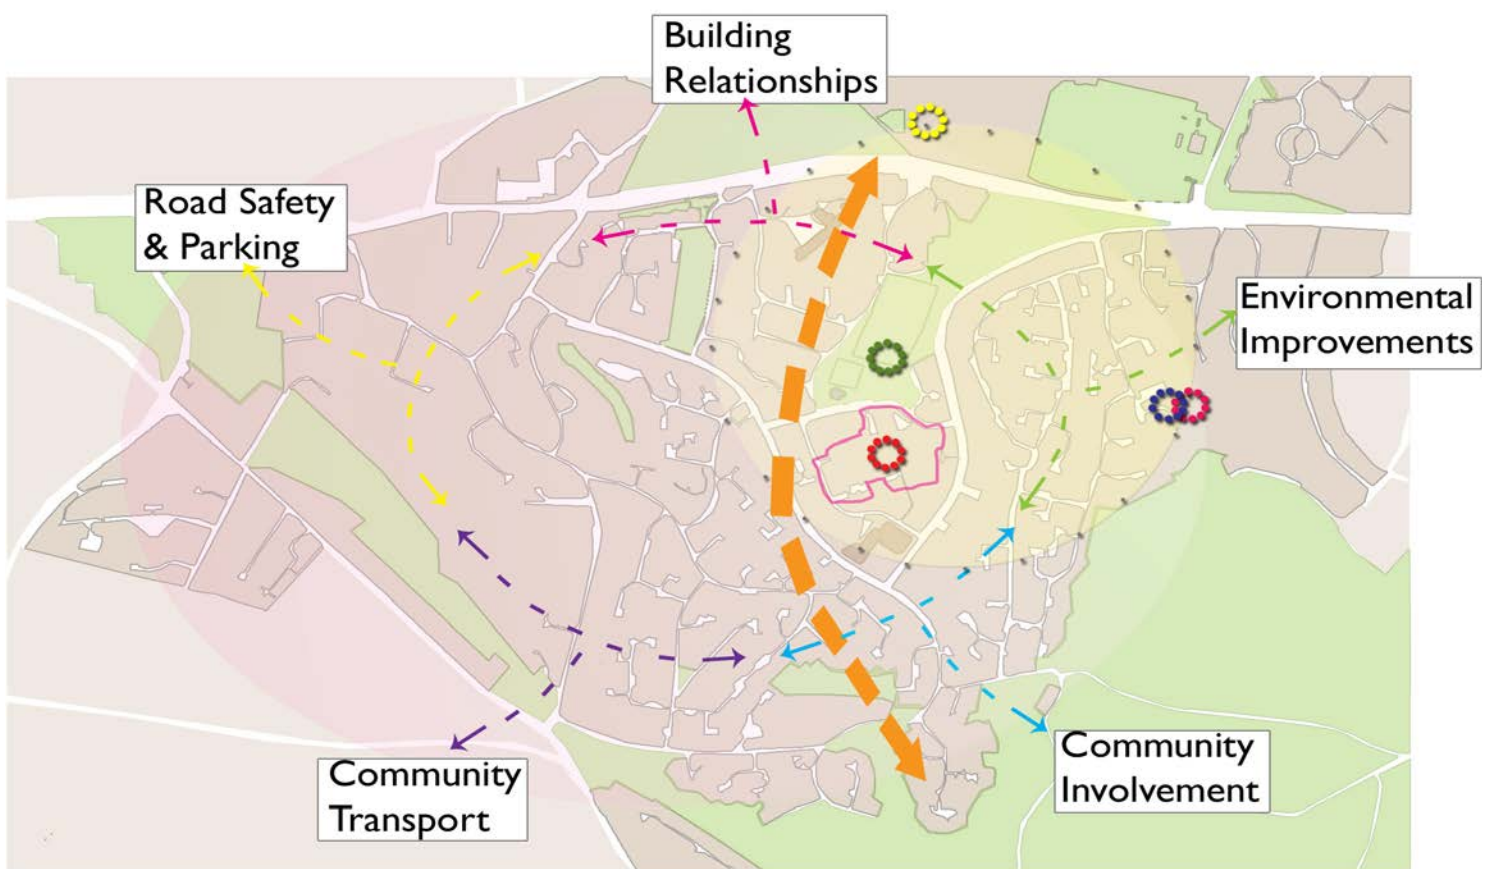 Building
Relationships
Road Safety
& Parking
Environmental
Improvements
Community
Transport
Community
Involvement